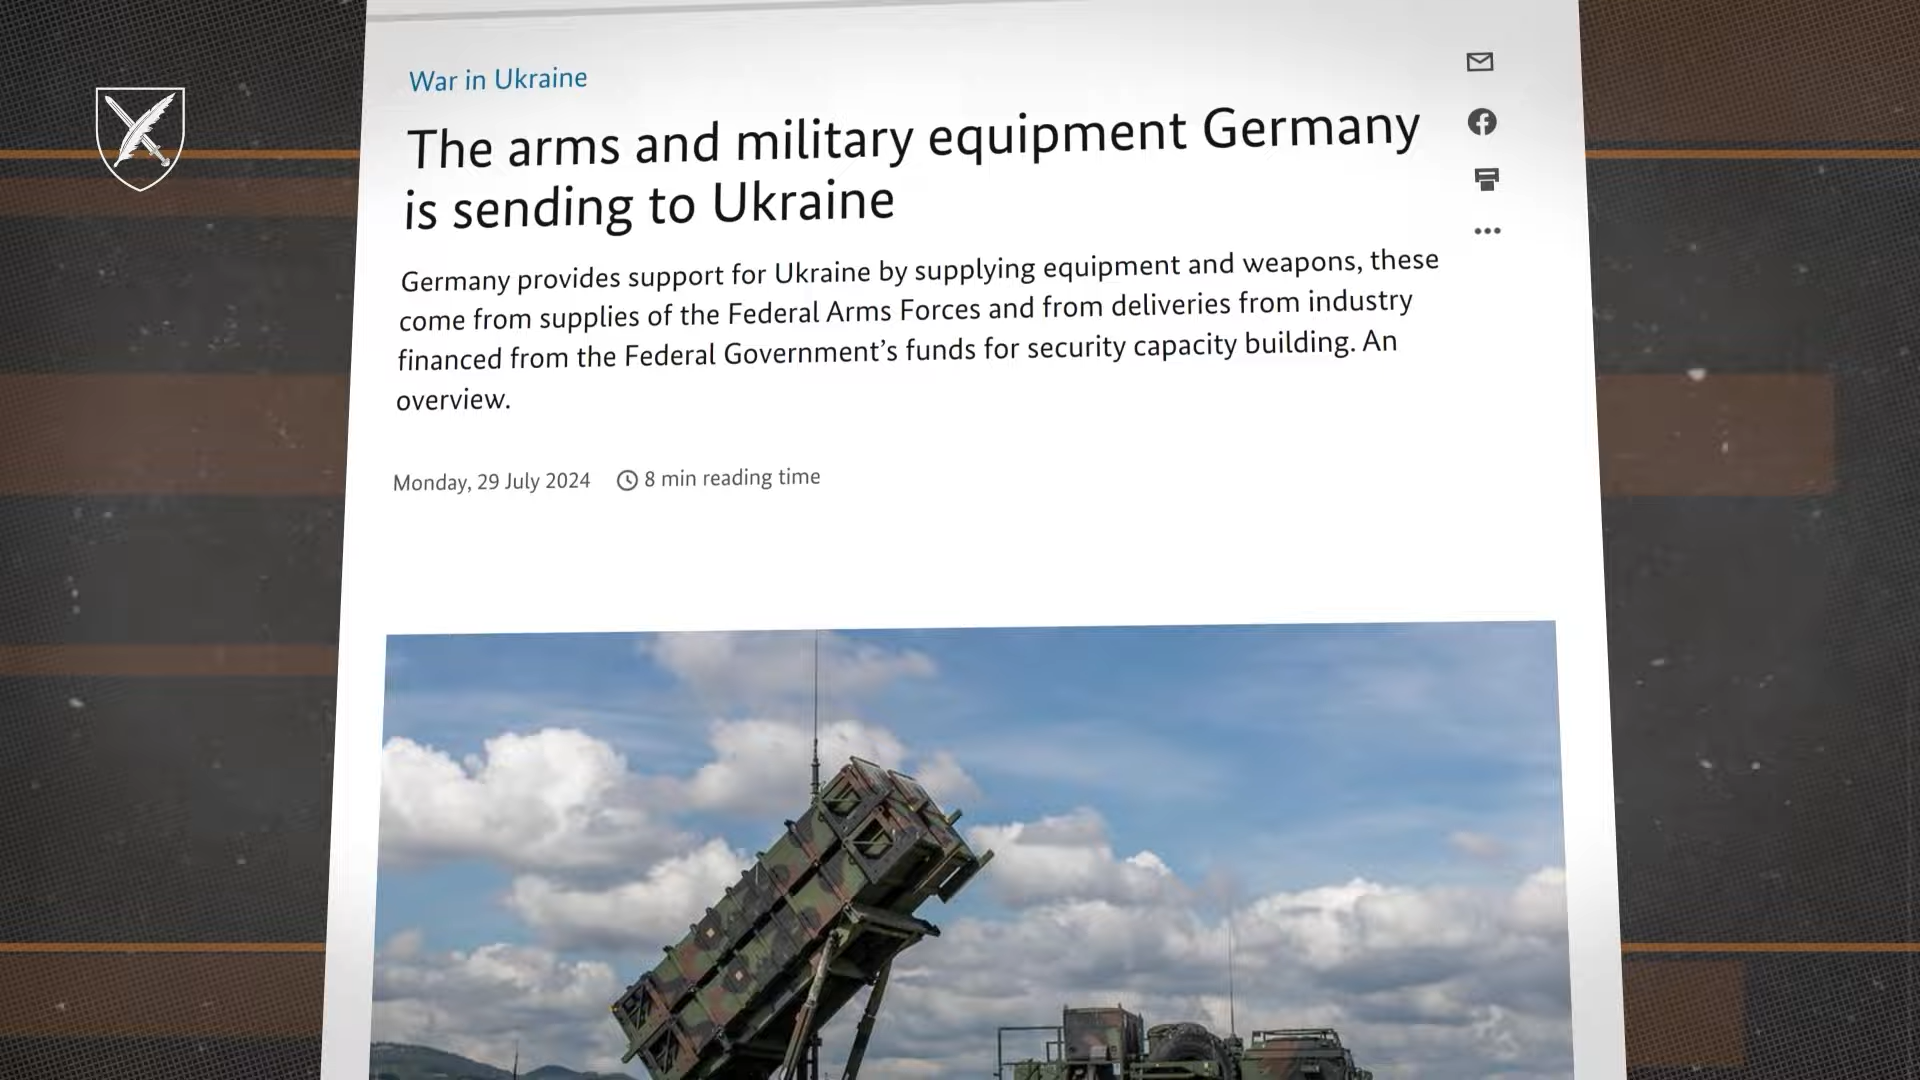 War in Ukraine
The arms and military equipment Germany
is sending to Ukraine
Germany provides support for Ukraine by supplying equipment and weapons, these
come from supplies of the Federal Arms Forces and from deliveries from industry
financed from the Federal Government’s funds for security capacity building. An
overview.
Monday, 29 July 2024 8 min reading time